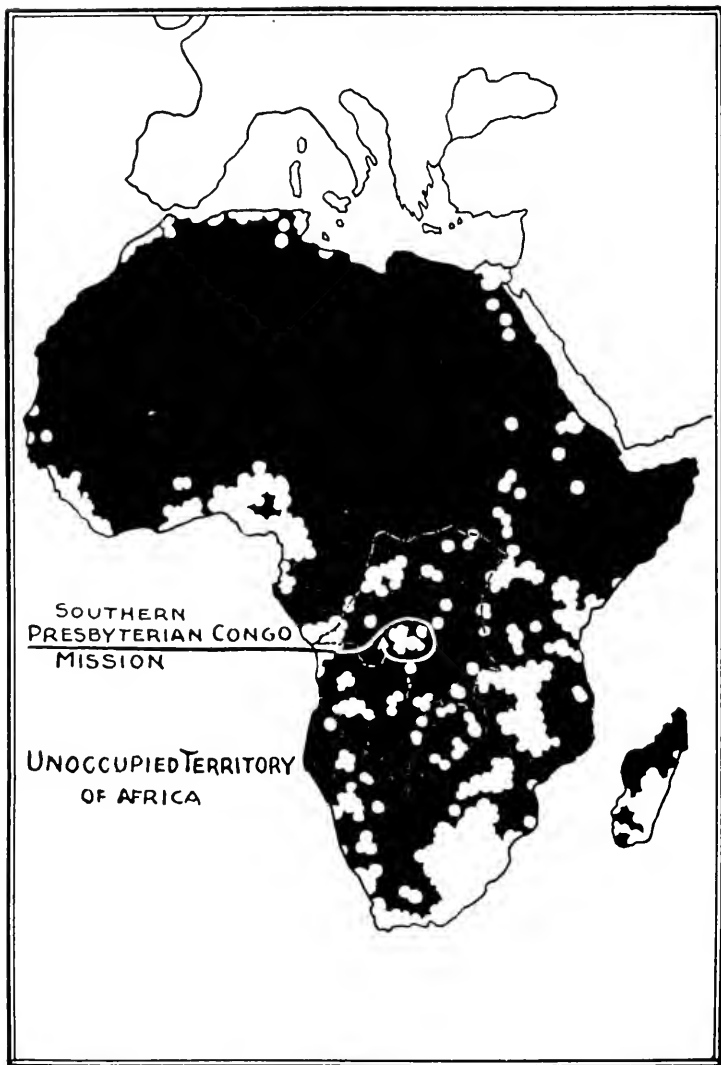 SOUTHERN
PRESBYTERIAN CONGO
MISSION
UNOCCUPIED TERRITORY
OF AFRICA